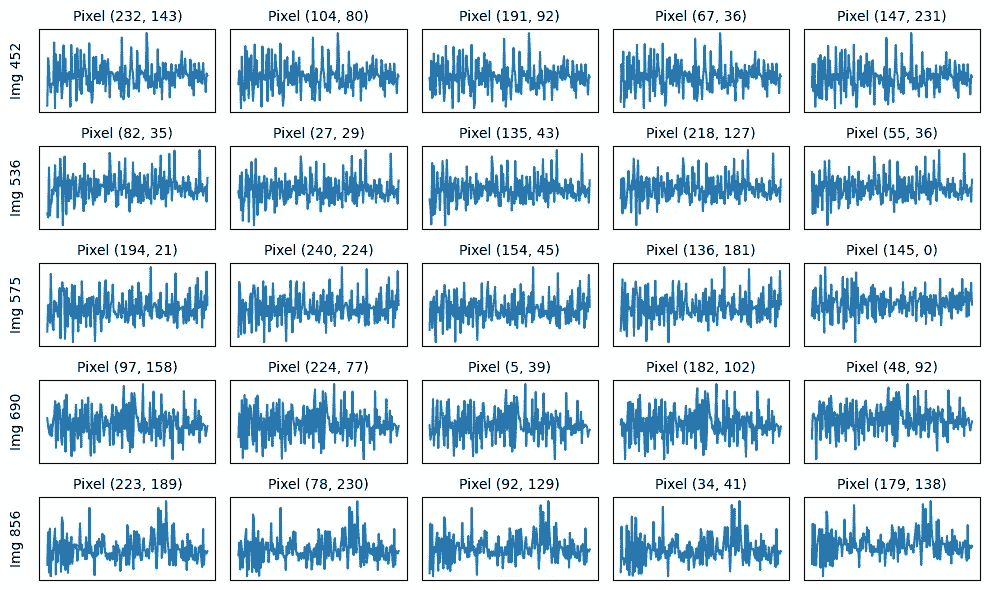 Pixel (232, 143) Pixel (104, 80) Pixel (191, 92) Pixel (67, 36) Pixel (147, 231)
Img 452
Pixel (82, 35) Pixel (27, 29) Pixel (135, 43) Pixel (218, 127) Pixel (55, 36)
Img 536
Pixel (194, 21) Pixel (240, 224) Pixel (154, 45) Pixel (136, 181) Pixel (145, 0)
Img 575
Pixel (97, 158) Pixel (224, 77) Pixel (5, 39) Pixel (182, 102) Pixel (48, 92)
Img 690
Pixel (223, 189) Pixel (78, 230) Pixel (92, 129) Pixel (34, 41) Pixel (179, 138)
Img 856